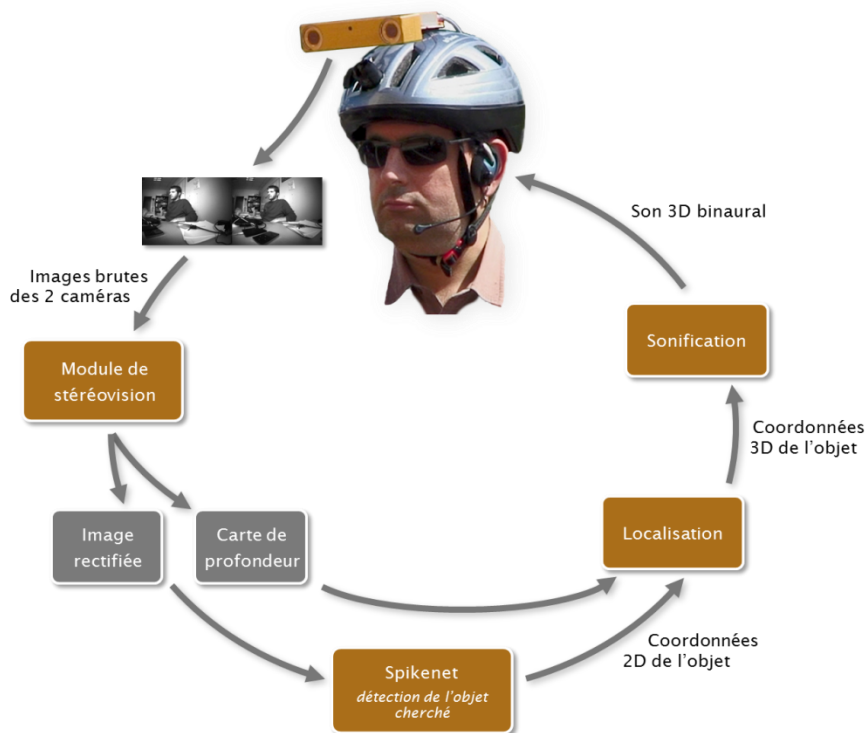 Son 3D binaural
Images brutes
des 2 caméras
Module de
stéréovision
Sonification
Coordonnées
3D de l'objet
Image
rectifiée
Carte de
profondeur
Localisation
Coordonnées
2D de l'objet
Spikenet
détection de l'objet
cherché